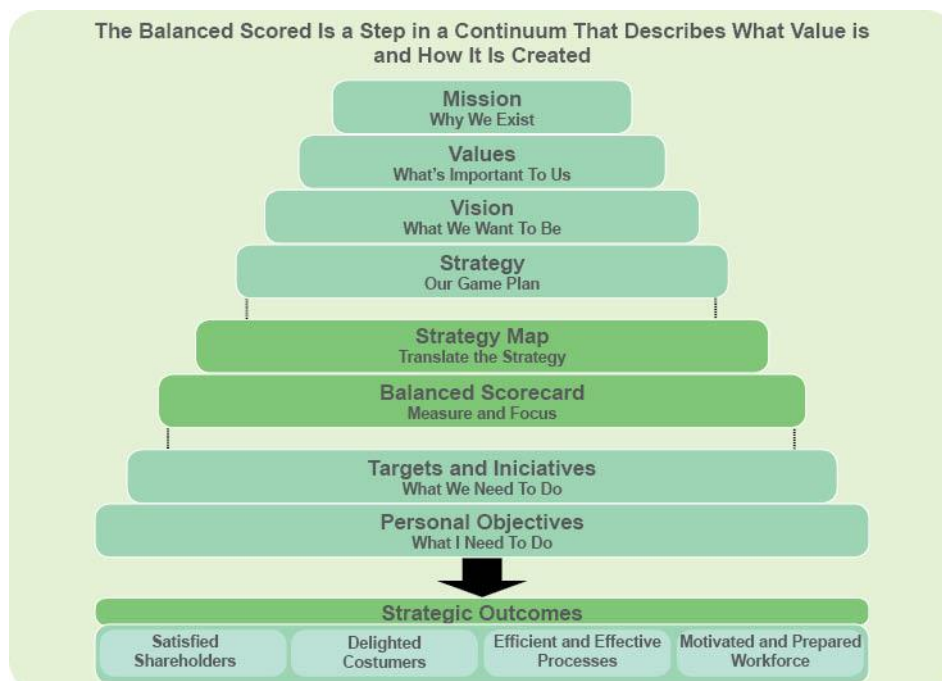 The Balanced Scored Is a Step in a Continuum That Describes What Value is
and How It Is Created
Mission
Why We Exist
Values
What's Important To Us
Vision
What We Want To Be
Strategy
Our Game Plan
Strategy Map
Translate the Strategy
Balanced Scorecard
Measure and Focus
Targets and Iniciatives
What We Need To Do
Personal Objectives
What I Need To Do
Strategic Outcomes
Satisfied
Shareholders
Delighted
Costumers
Efficient and Effective
Processes
Motivated and Prepared
Workforce